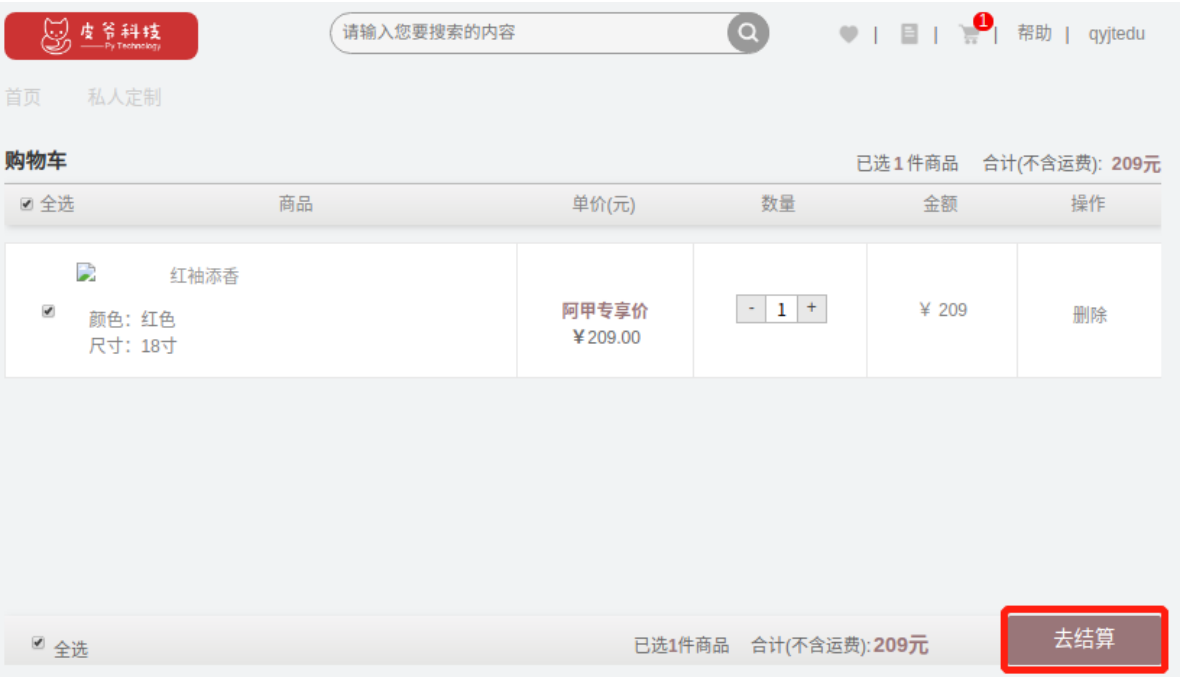 皮爷科技
Py Technology
请输入您要搜索的内容
| | 1 | 帮助 | qyjtedu
首页 私人定制
购物车 已选1件商品 合计(不含运费): 209元
全选 商品 单价(元) 数量 金额 操作
红袖添香
颜色：红色
尺寸：18寸
阿甲专享价
￥209.00
- 1 +
￥ 209
删除
全选 已选1件商品 合计(不含运费):209元 去结算